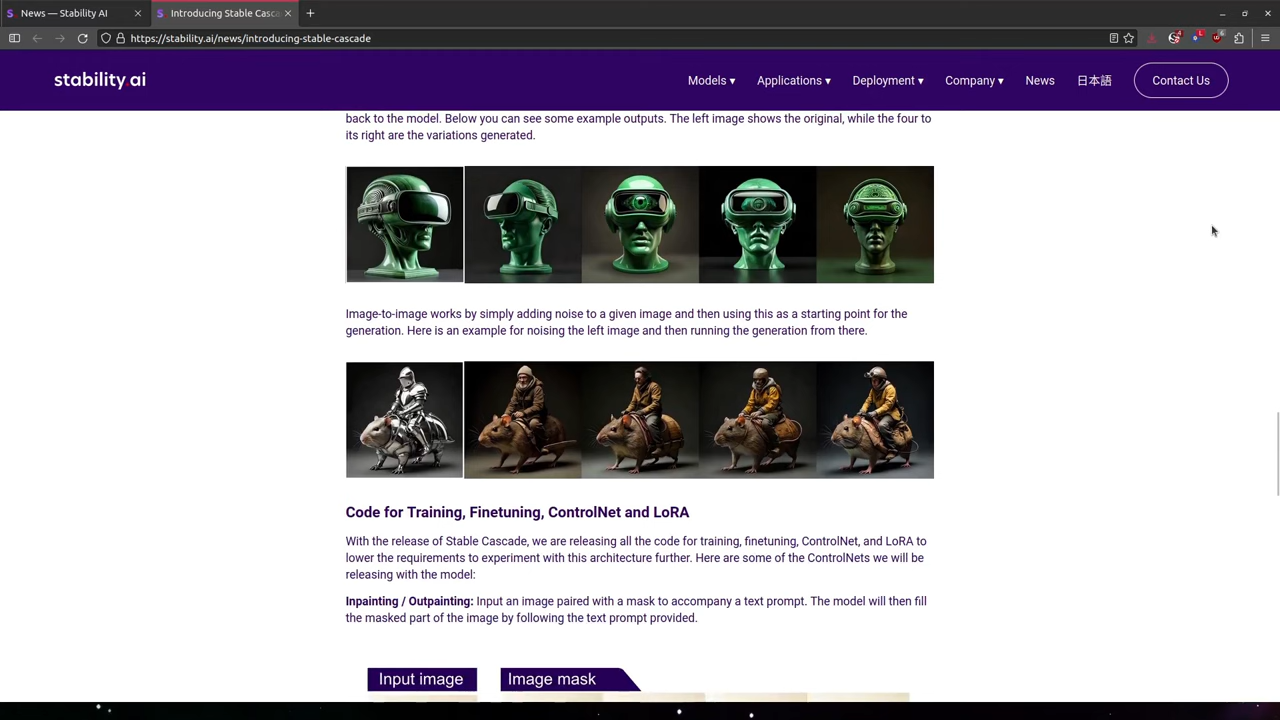 News — Stability AI
Introducing Stable Casca
https://stability.ai/news/introducing-stable-cascade
stability.ai
Models ▾ Applications ▾ Deployment ▾ Company ▾ News 日本語 Contact Us
back to the model. Below you can see some example outputs. The left image shows the original, while the four to
its right are the variations generated.
Image-to-image works by simply adding noise to a given image and then using this as a starting point for the
generation. Here is an example for noising the left image and then running the generation from there.
Code for Training, Finetuning, ControlNet and LoRA
With the release of Stable Cascade, we are releasing all the code for training, finetuning, ControlNet, and LoRA to
lower the requirements to experiment with this architecture further. Here are some of the ControlNets we will be
releasing with the model:
Inpainting / Outpainting: Input an image paired with a mask to accompany a text prompt. The model will then fill
the masked part of the image by following the text prompt provided.
Input image Image mask